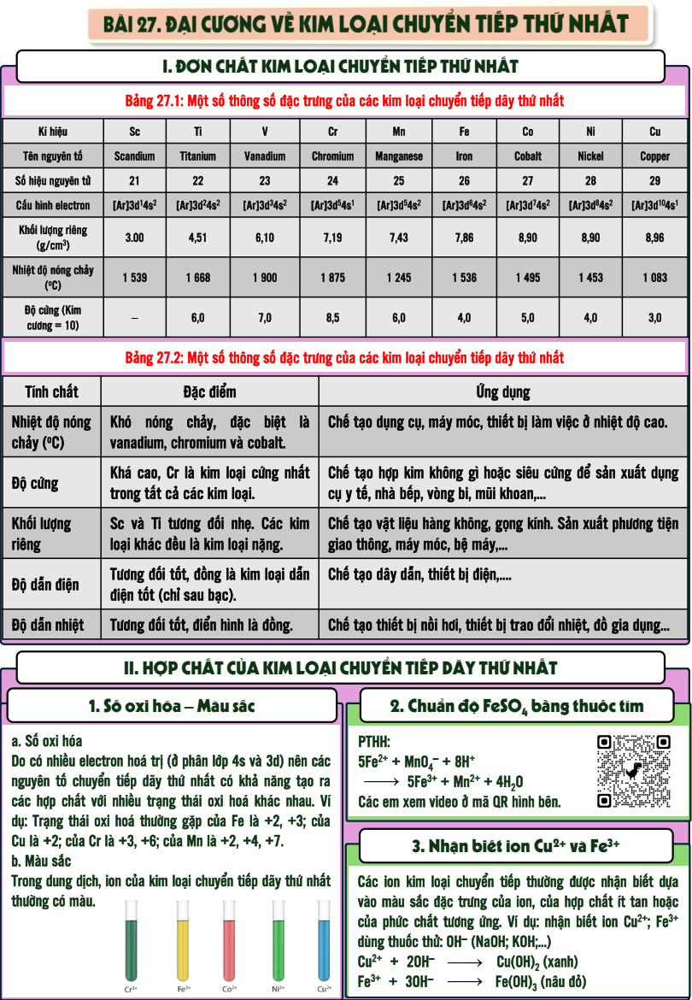 BÀI 27. ĐẠI CƯƠNG VỀ KIM LOẠI CHUYỂN TIẾP THỨ NHẤT
I. ĐƠN CHẤT KIM LOẠI CHUYỂN TIẾP THỨ NHẤT
Bảng 27.1: Một số thông số đặc trưng của các kim loại chuyển tiếp dây thứ nhất
Kí hiệu Sc Ti V Cr Mn Fe Co Ni Cu
Tên nguyên tố Scandium Titanium Vanadium Chromium Manganese Iron Cobalt Nickel Copper
Số hiệu nguyên tử 21 22 23 24 25 26 27 28 29
Cấu hình electron [Ar]3d¹4s² [Ar]3d²4s² [Ar]3d³4s² [Ar]3d⁵4s¹ [Ar]3d⁵4s² [Ar]3d⁶4s² [Ar]3d⁷4s² [Ar]3d⁸4s² [Ar]3d¹⁰4s¹
Khối lượng riêng
(g/cm³) 3.00 4,51 6,10 7,19 7,43 7,86 8,90 8,90 8,96
Nhiệt độ nóng chảy
(⁰C) 1 539 1 668 1 900 1 875 1 245 1 536 1 495 1 453 1 083
Độ cứng (Kim
cương = 10) – 6,0 7,0 8,5 6,0 4,0 5,0 4,0 3,0
Bảng 27.2: Một số thông số đặc trưng của các kim loại chuyển tiếp dây thứ nhất
Tính chất Đặc điểm Ứng dụng
Nhiệt độ nóng
chảy (⁰C)
Khó nóng chảy, đặc biệt là
vanadium, chromium và cobalt.
Chế tạo dụng cụ, máy móc, thiết bị làm việc ở nhiệt độ cao.
Độ cứng
Khá cao, Cr là kim loại cứng nhất
trong tất cả các kim loại.
Chế tạo hợp kim không gỉ hoặc siêu cứng để sản xuất dụng
cụ y tế, nhà bếp, vòng bi, mũi khoan,...
Khối lượng
riêng
Sc và Ti tương đối nhẹ. Các kim
loại khác đều là kim loại nặng.
Chế tạo vật liệu hàng không, gọng kính. Sản xuất phương tiện
giao thông, máy móc, bệ máy,...
Độ dẫn điện
Tương đối tốt, đồng là kim loại dẫn
điện tốt (chỉ sau bạc).
Chế tạo dây dẫn, thiết bị điện,....
Độ dẫn nhiệt
Tương đối tốt, điển hình là đồng.
Chế tạo thiết bị nồi hơi, thiết bị trao đổi nhiệt, đồ gia dụng...
II. HỢP CHẤT CỦA KIM LOẠI CHUYỂN TIẾP DÃY THỨ NHẤT
1. Số oxi hóa – Màu sắc
a. Số oxi hóa
Do có nhiều electron hoá trị (ở phân lớp 4s và 3d) nên các
nguyên tố chuyển tiếp dãy thứ nhất có khả năng tạo ra
các hợp chất với nhiều trạng thái oxi hoá khác nhau. Ví
dụ: Trạng thái oxi hoá thường gặp của Fe là +2, +3; của
Cu là +2; của Cr là +3, +6; của Mn là +2, +4, +7.
b. Màu sắc
Trong dung dịch, ion của kim loại chuyển tiếp dãy thứ nhất
thường có màu.
Cr³⁺ Fe³⁺ Co²⁺ Ni²⁺ Cu²⁺
2. Chuẩn độ FeSO₄ bằng thuốc tím
PTHH:
5Fe²⁺ + MnO₄⁻ + 8H⁺
⟶ 5Fe³⁺ + Mn²⁺ + 4H₂O
Các em xem video ở mã QR hình bên.
3. Nhận biết ion Cu²⁺ và Fe³⁺
Các ion kim loại chuyển tiếp thường được nhận biết dựa
vào màu sắc đặc trưng của ion, của hợp chất ít tan hoặc
của phức chất tương ứng. Ví dụ: nhận biết ion Cu²⁺; Fe³⁺
dùng thuốc thử: OH⁻ (NaOH; KOH;...)
Cu²⁺ + 2OH⁻ ⟶ Cu(OH)₂ (xanh)
Fe³⁺ + 3OH⁻ ⟶ Fe(OH)₃ (nâu đỏ)